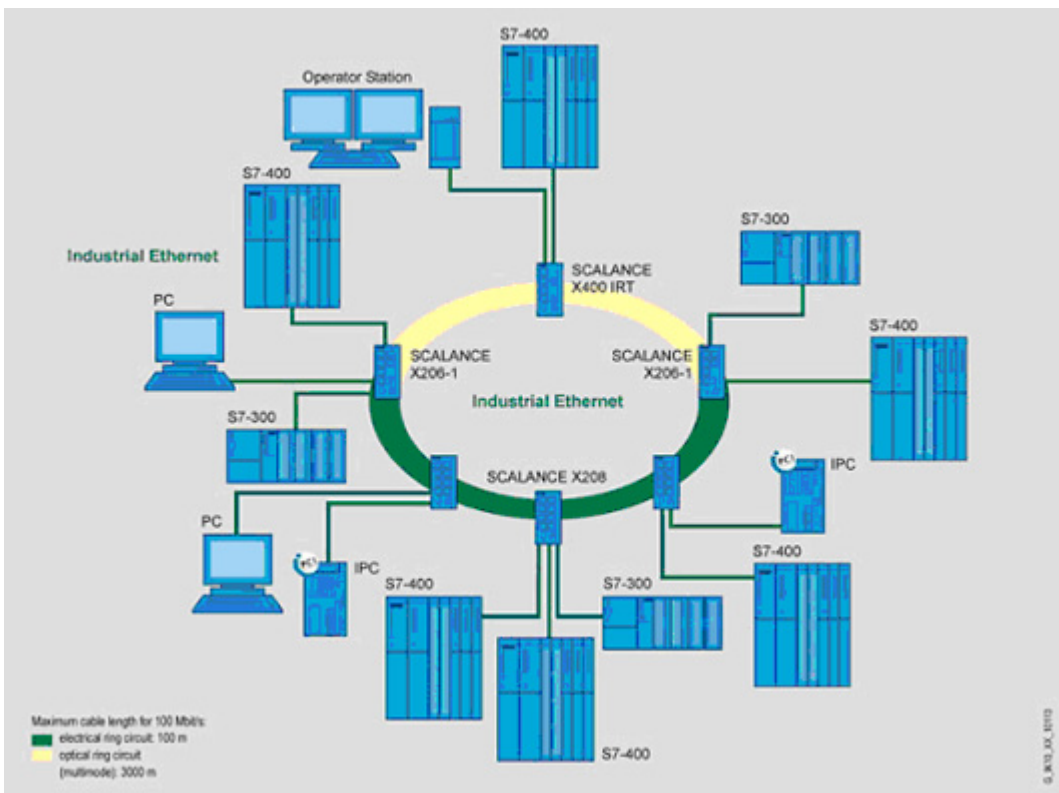 S7-400
Operator Station
S7-400
S7-300
Industrial Ethernet
SCALANCE
X400 IRT
PC
S7-400
SCALANCE
X206-1
SCALANCE
X206-1
Industrial Ethernet
S7-300
SCALANCE X208
IPC
PC
IPC
S7-400
S7-400
S7-300
S7-400
Maximum cable length for 100 Mbit/s:
electrical ring circuit: 100 m
optical ring circuit
(multimode): 3000 m